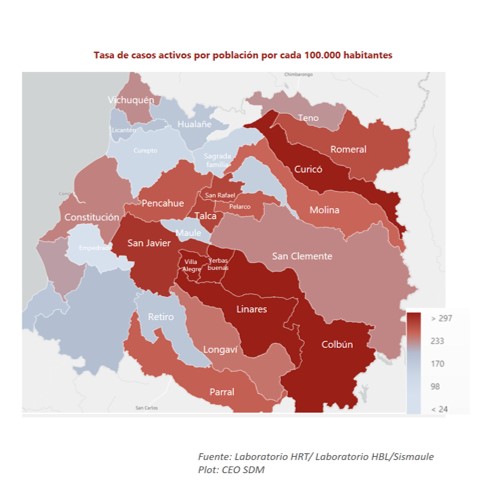 Tasa de casos activos por población por cada 100.000 habitantes
Chimbarongo
Vichuquén
Teno
Hualañe
Licantén
Romeral
Curepto
Sagrada
familia
Curicó
San Rafael
Pencahue
Pelarco
Molina
Constitución
Talca
Maule
San Javier
Empedrado
San Clemente
Villa
Alegre
Yerbas
buenas
Linares
> 297
Retiro
233
Colbún
Longaví
170
98
Parral
< 24
San Carlos
Fuente: Laboratorio HRT/ Laboratorio HBL/Sismaule
Plot: CEO SDM